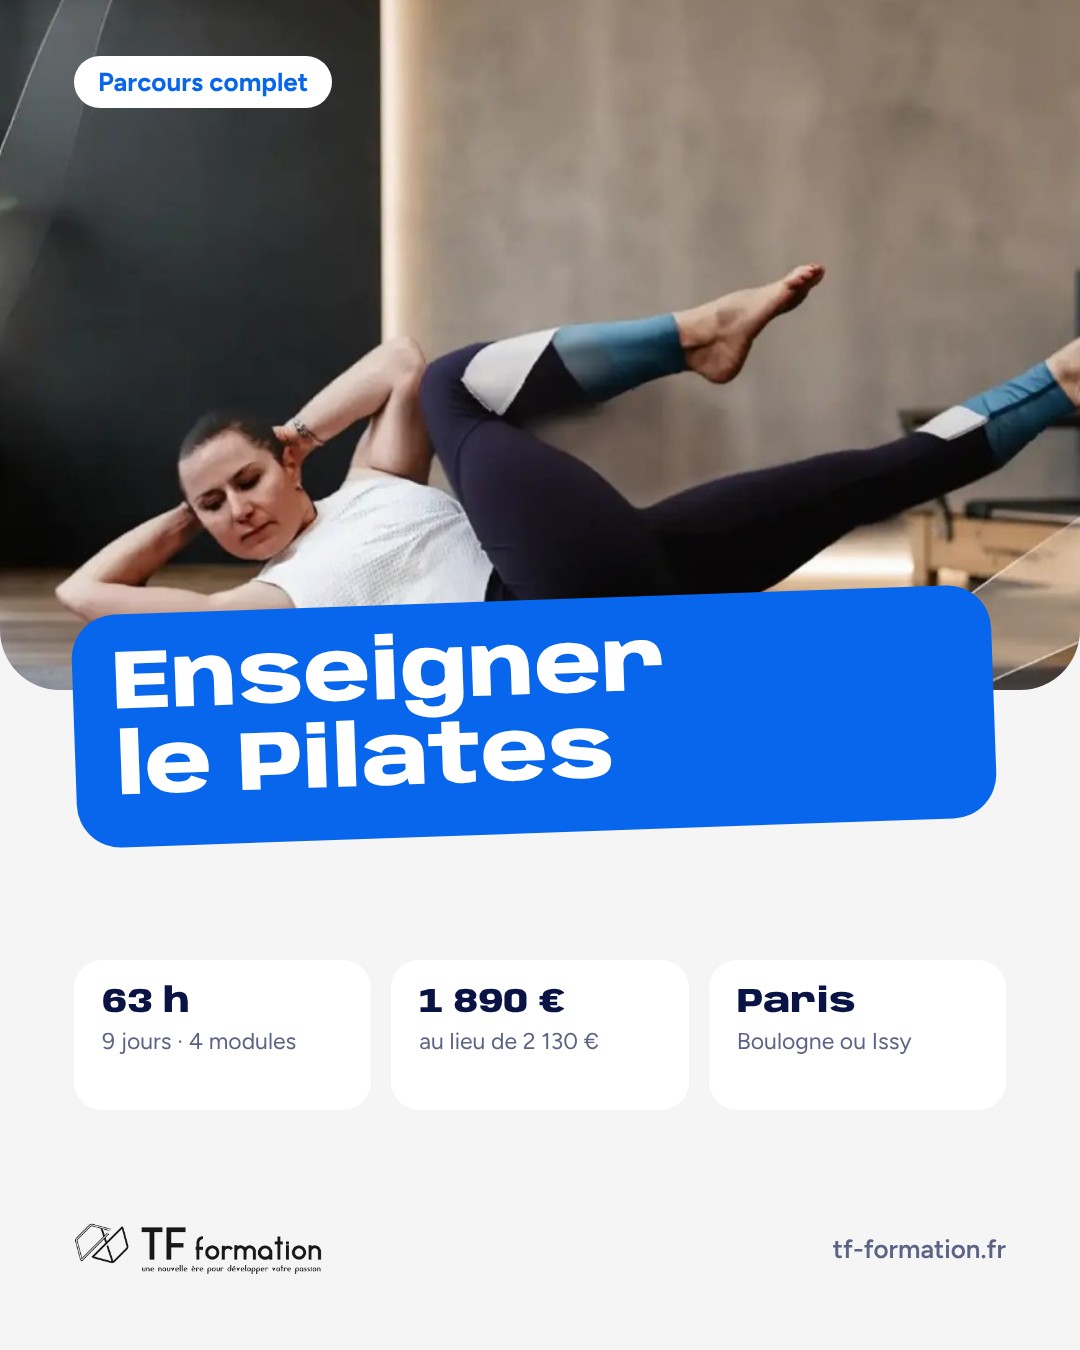 Parcours complet
Enseigner
le Pilates
63 h
9 jours · 4 modules
1 890 €
au lieu de 2 130 €
Paris
Boulogne ou Issy
TF formation
une nouvelle ère pour développer votre passion
tf-formation.fr